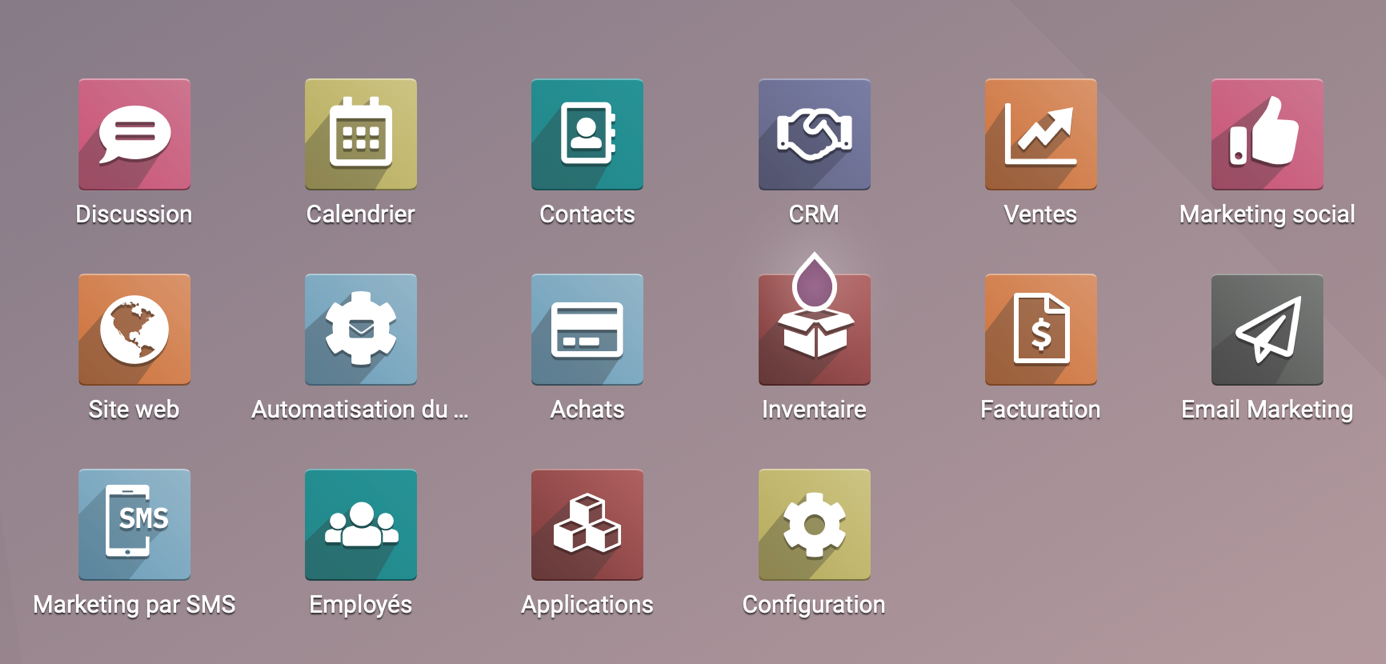 Discussion
Calendrier
Contacts
CRM
Ventes
Marketing social
Site web
Automatisation du ...
Achats
Inventaire
$
Facturation
Email Marketing
SMS
Marketing par SMS
Employés
Applications
Configuration